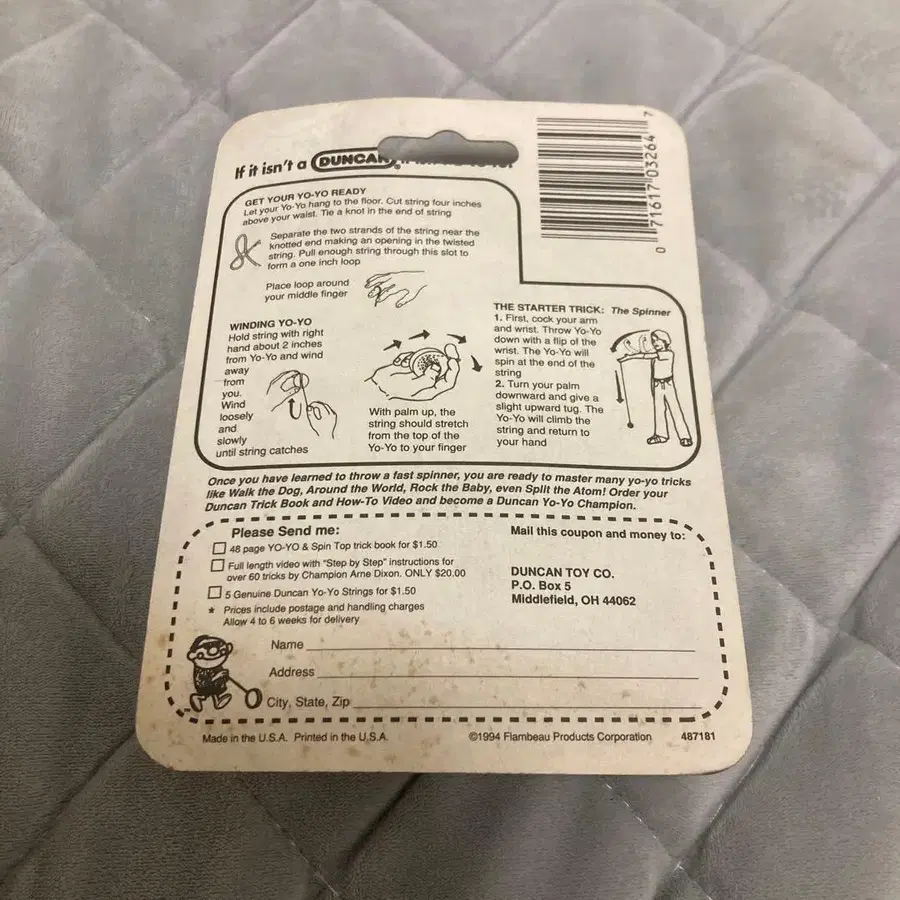 If it isn't a DUNCAN
0 71617 03264 7
GET YOUR YO-YO READY
Let your Yo-Yo hang to the floor. Cut string four inches
above your waist. Tie a knot in the end of string
Separate the two strands of the string near the
knotted end making an opening in the twisted
string. Pull enough string through this slot to
form a one inch loop
Place loop around
your middle finger
WINDING YO-YO
Hold string with right
hand about 2 inches
from Yo-Yo and wind
away
from
you.
Wind
loosely
and
slowly
until string catches
With palm up, the
string should stretch
from the top of the
Yo-Yo to your finger
THE STARTER TRICK: The Spinner
1. First, cock your arm
and wrist. Throw Yo-Yo
down with a flip of the
wrist. The Yo-Yo will
spin at the end of the
string
2. Turn your palm
downward and give a
slight upward tug. The
Yo-Yo will climb the
string and return to
your hand
Once you have learned to throw a fast spinner, you are ready to master many yo-yo tricks
like Walk the Dog, Around the World, Rock the Baby, even Split the Atom! Order your
Duncan Trick Book and How-To Video and become a Duncan Yo-Yo Champion.
Please Send me:
48 page YO-YO & Spin Top trick book for $1.50
Full length video with "Step by Step" instructions for
over 60 tricks by Champion Arne Dixon. ONLY $20.00
5 Genuine Duncan Yo-Yo Strings for $1.50
* Prices include postage and handling charges
Allow 4 to 6 weeks for delivery
Mail this coupon and money to:
DUNCAN TOY CO.
P.O. Box 5
Middlefield, OH 44062
Name
Address
City, State, Zip
Made in the U.S.A. Printed in the U.S.A.
©1994 Flambeau Products Corporation
487181